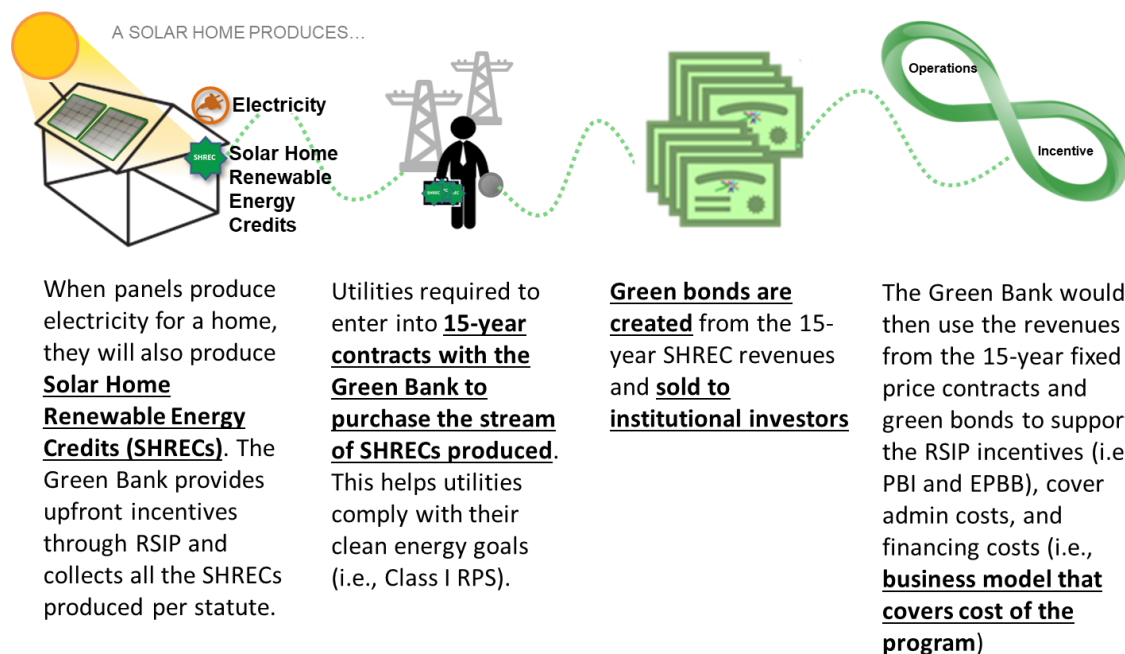 A SOLAR HOME PRODUCES…
Electricity
SHREC
Solar Home
Renewable
Energy
Credits
SHREC
Operations
Incentive
When panels produce
electricity for a home,
they will also produce
Solar Home
Renewable Energy
Credits (SHRECs). The
Green Bank provides
upfront incentives
through RSIP and
collects all the SHRECs
produced per statute.
Utilities required to
enter into 15-year
contracts with the
Green Bank to
purchase the stream
of SHRECs produced.
This helps utilities
comply with their
clean energy goals
(i.e., Class I RPS).
Green bonds are
created from the 15-
year SHREC revenues
and sold to
institutional investors
The Green Bank would
then use the revenues
from the 15-year fixed
price contracts and
green bonds to suppor
the RSIP incentives (i.e
PBI and EPBB), cover
admin costs, and
financing costs (i.e.,
business model that
covers cost of the
program)